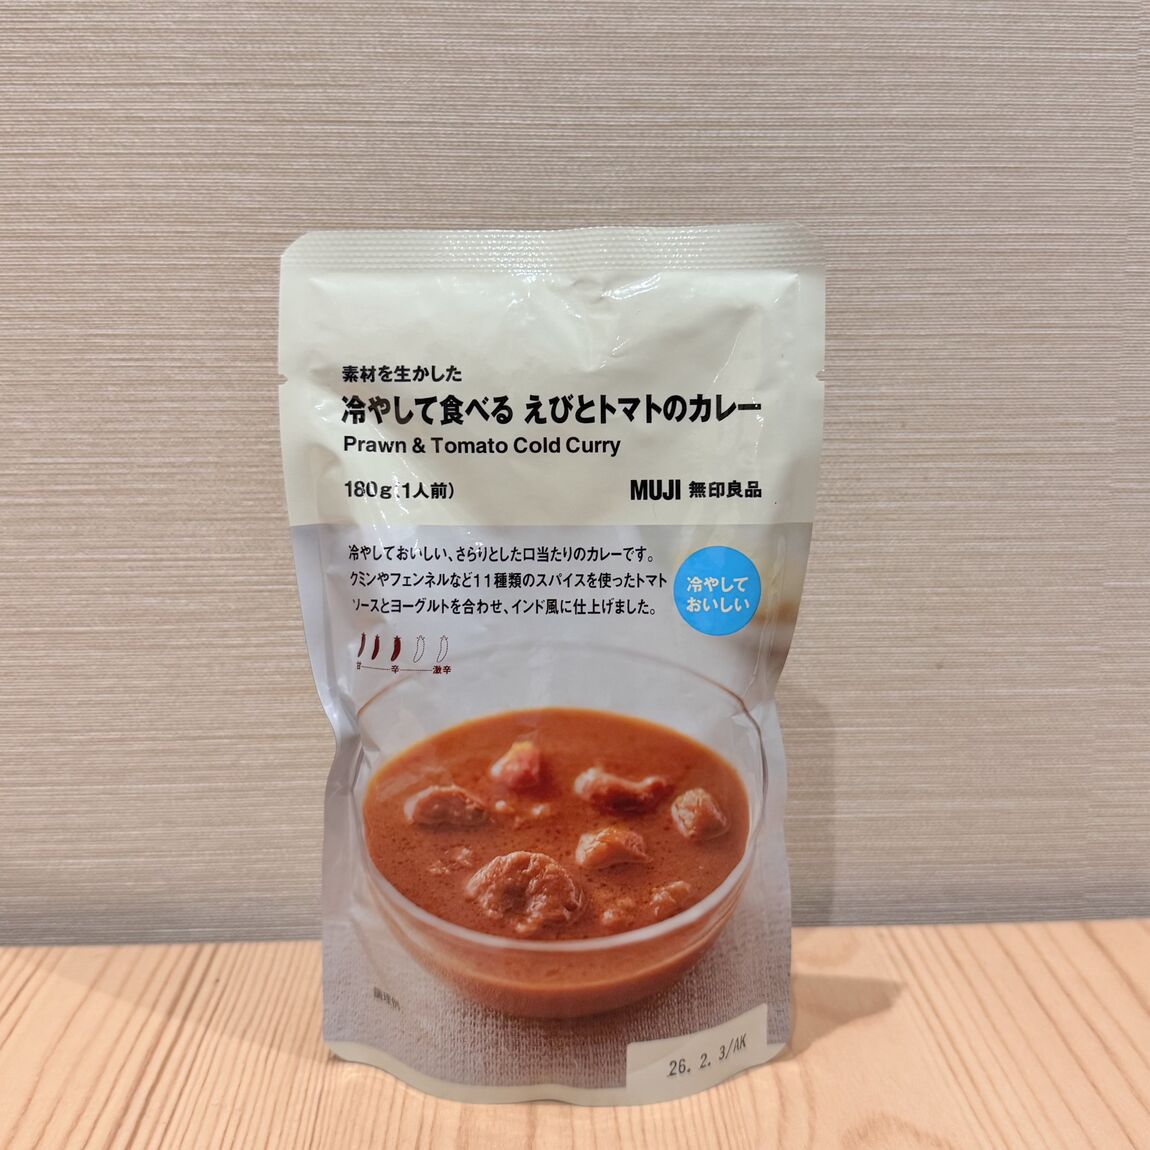 素材を生かした
冷やして食べる えびとトマトのカレー
Prawn & Tomato Cold Curry
180g(1人前)
MUJI 無印良品
冷やしておいしい、さらりとした口当たりのカレーです。
クミンやフェンネルなど11種類のスパイスを使ったトマト
ソースとヨーグルトを合わせ、インド風に仕上げました。
冷やして
おいしい
甘 辛 激辛
調理例
26. 2. 3/AK